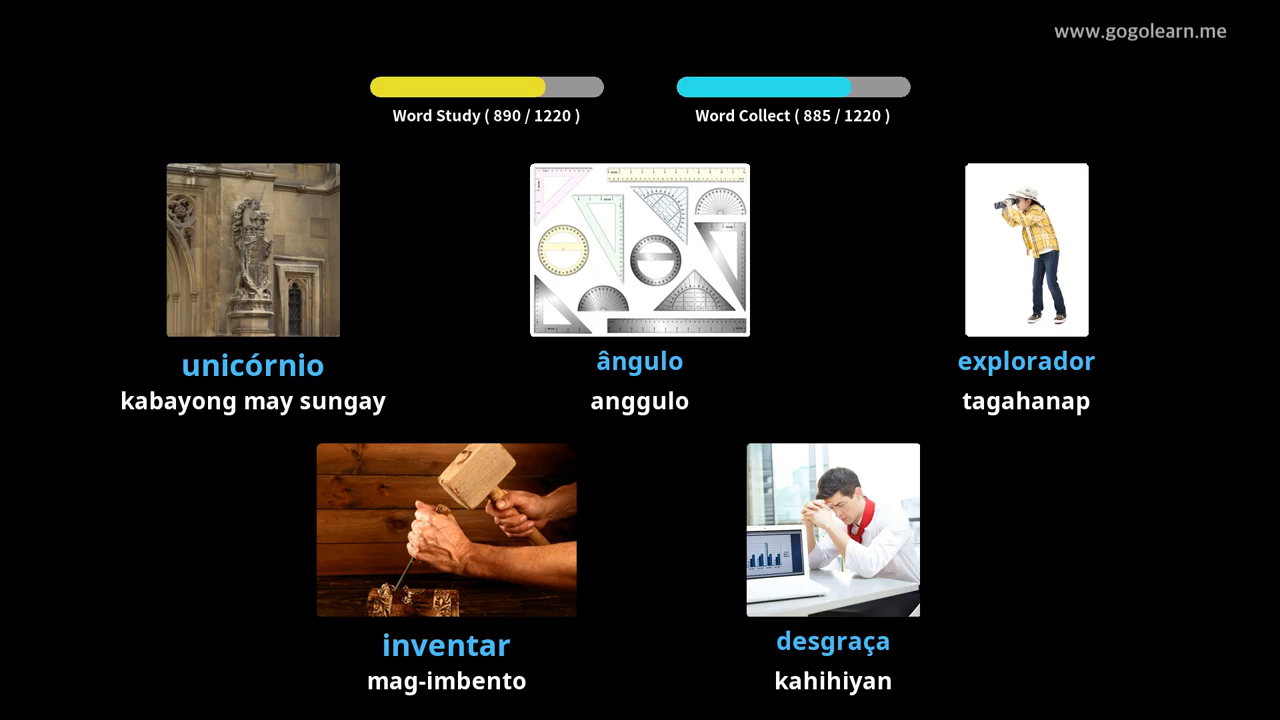 www.gogolearn.me
Word Study ( 890 / 1220 )
Word Collect ( 885 / 1220 )
unicórnio
kabayong may sungay
ângulo
anggulo
explorador
tagahanap
inventar
mag-imbento
desgraça
kahihiyan